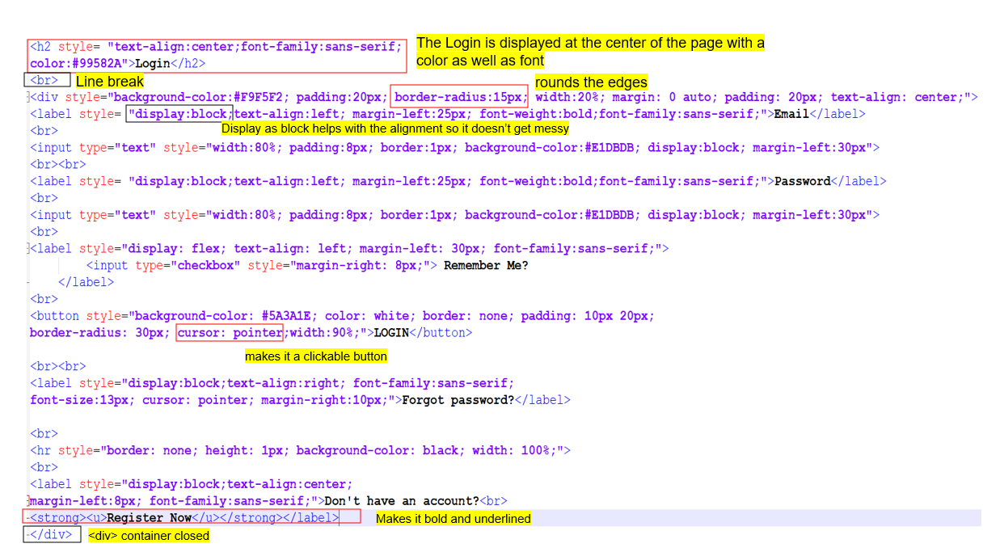 <h2 style= "text-align:center;font-family:sans-serif; The Login is displayed at the center of the page with a
color:#99582A">Login</h2> color as well as font
<br> Line break rounds the edges
<div style="background-color:#F9F5F2; padding:20px; border-radius:15px; width:20%; margin: 0 auto; padding: 20px; text-align: center;">
<label style= "display:block;text-align:left; margin-left:25px; font-weight:bold;font-family:sans-serif;">Email</label>
Display as block helps with the alignment so it doesn’t get messy
<br>
<input type="text" style="width:80%; padding:8px; border:1px; background-color:#E1DBDB; display:block; margin-left:30px">
<br><br>
<label style= "display:block;text-align:left; margin-left:25px; font-weight:bold;font-family:sans-serif;">Password</label>
<br>
<input type="text" style="width:80%; padding:8px; border:1px; background-color:#E1DBDB; display:block; margin-left:30px">
<br>
<label style="display: flex; text-align: left; margin-left: 30px; font-family:sans-serif;">
<input type="checkbox" style="margin-right: 8px;"> Remember Me?
</label>
<br>
<button style="background-color: #5A3A1E; color: white; border: none; padding: 10px 20px;
border-radius: 30px; cursor: pointer;width:90%;">LOGIN</button>
makes it a clickable button
<br><br>
<label style="display:block;text-align:right; font-family:sans-serif;
font-size:13px; cursor: pointer; margin-right:10px;">Forgot password?</label>
<br>
<hr style="border: none; height: 1px; background-color: black; width: 100%;">
<br>
<label style="display:block;text-align:center;
margin-left:8px; font-family:sans-serif;">Don't have an account?<br>
<strong><u>Register Now</u></strong></label> Makes it bold and underlined
</div> <div> container closed